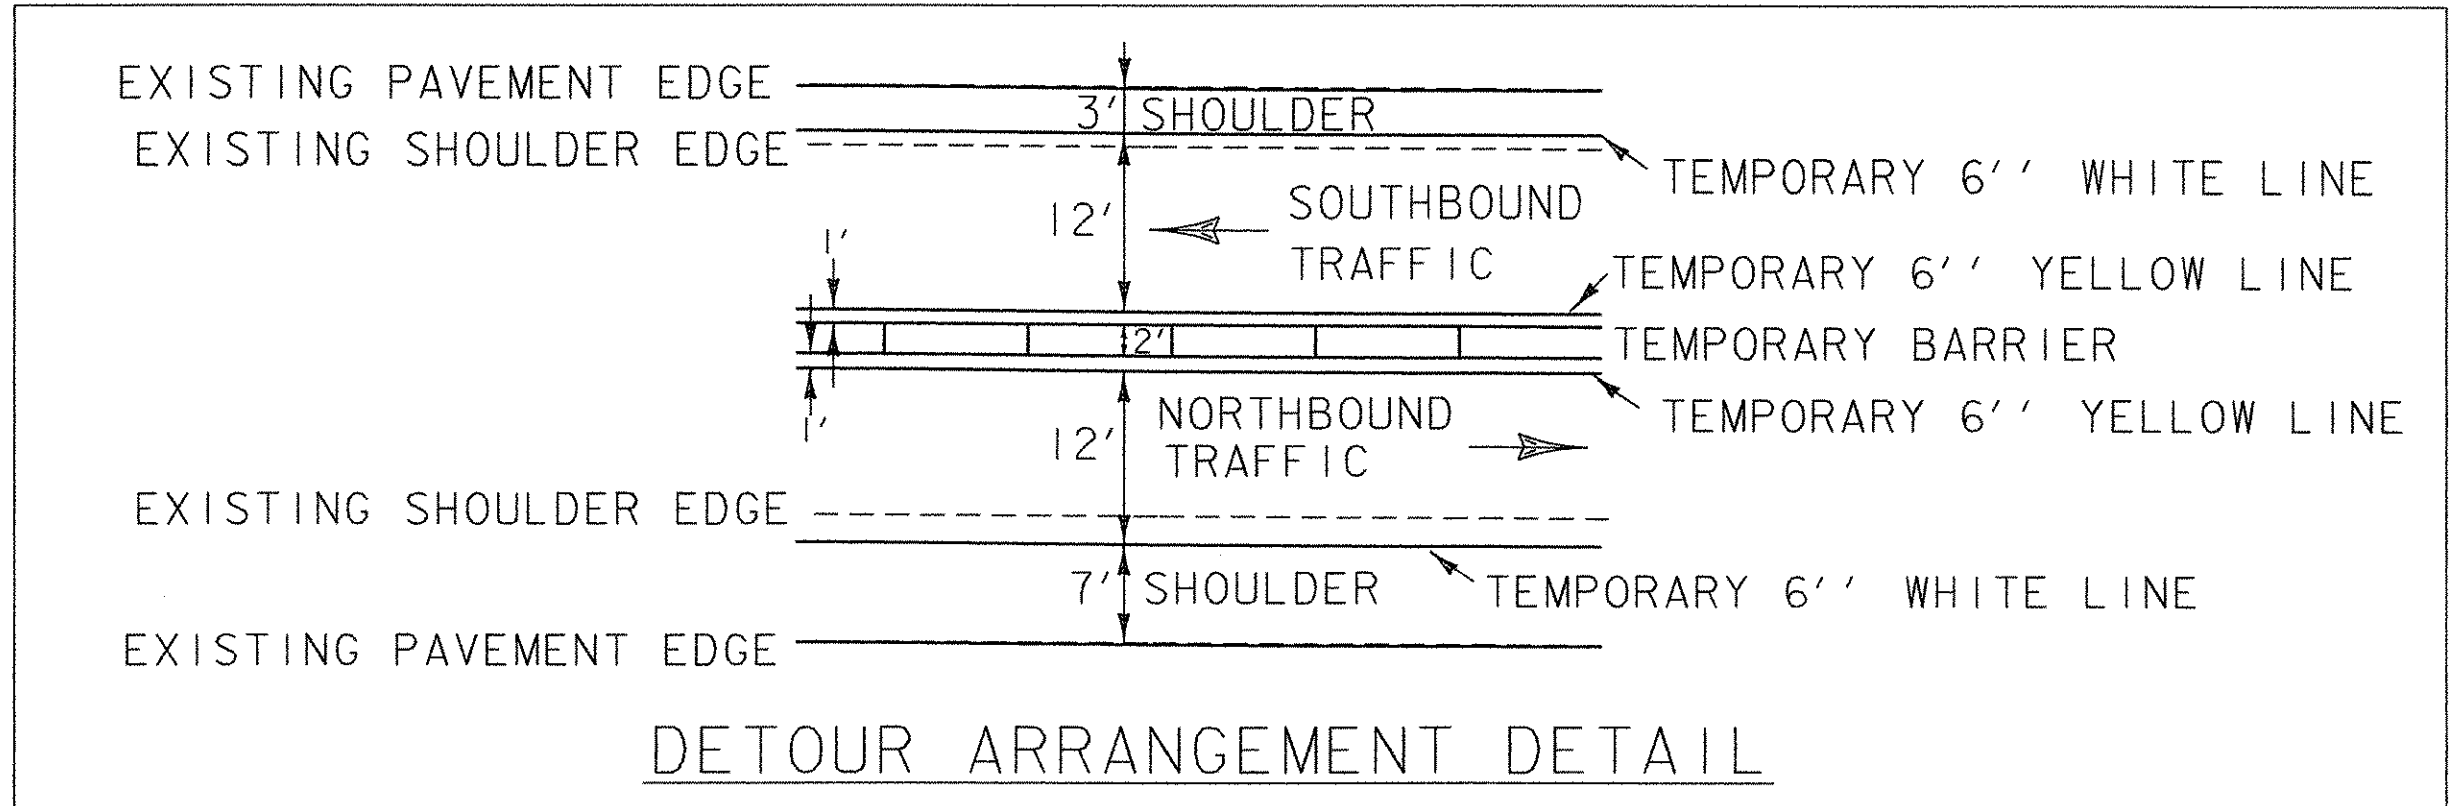 EXISTING PAVEMENT EDGE
3' SHOULDER
EXISTING SHOULDER EDGE
TEMPORARY 6'' WHITE LINE
12'
SOUTHBOUND
TRAFFIC
1'
TEMPORARY 6'' YELLOW LINE
2'
TEMPORARY BARRIER
1'
12'
NORTHBOUND
TRAFFIC
TEMPORARY 6'' YELLOW LINE
EXISTING SHOULDER EDGE
7' SHOULDER
TEMPORARY 6'' WHITE LINE
EXISTING PAVEMENT EDGE
DETOUR ARRANGEMENT DETAIL